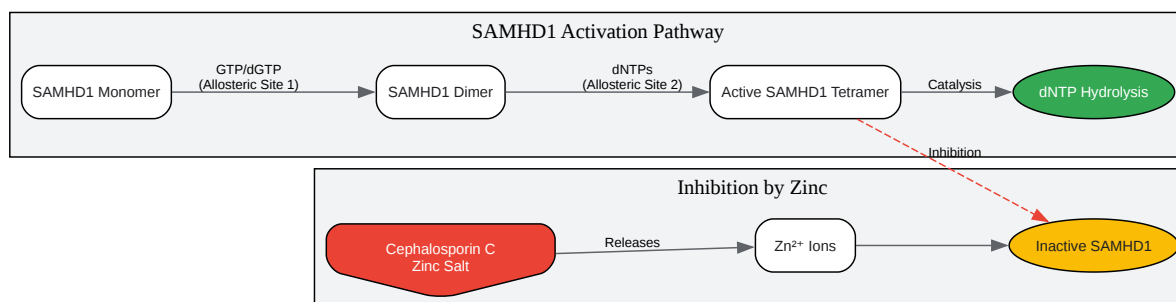 SAMHD1 Activation Pathway
GTP/dGTP
(Allosteric Site 1)
dNTPs
(Allosteric Site 2)
SAMHD1 Monomer
SAMHD1 Dimer
Active SAMHD1 Tetramer
Catalysis
dNTP Hydrolysis
Inhibition
Inhibition by Zinc
Cephalosporin C
Zinc Salt
Releases
Zn²⁺ Ions
Inactive SAMHD1